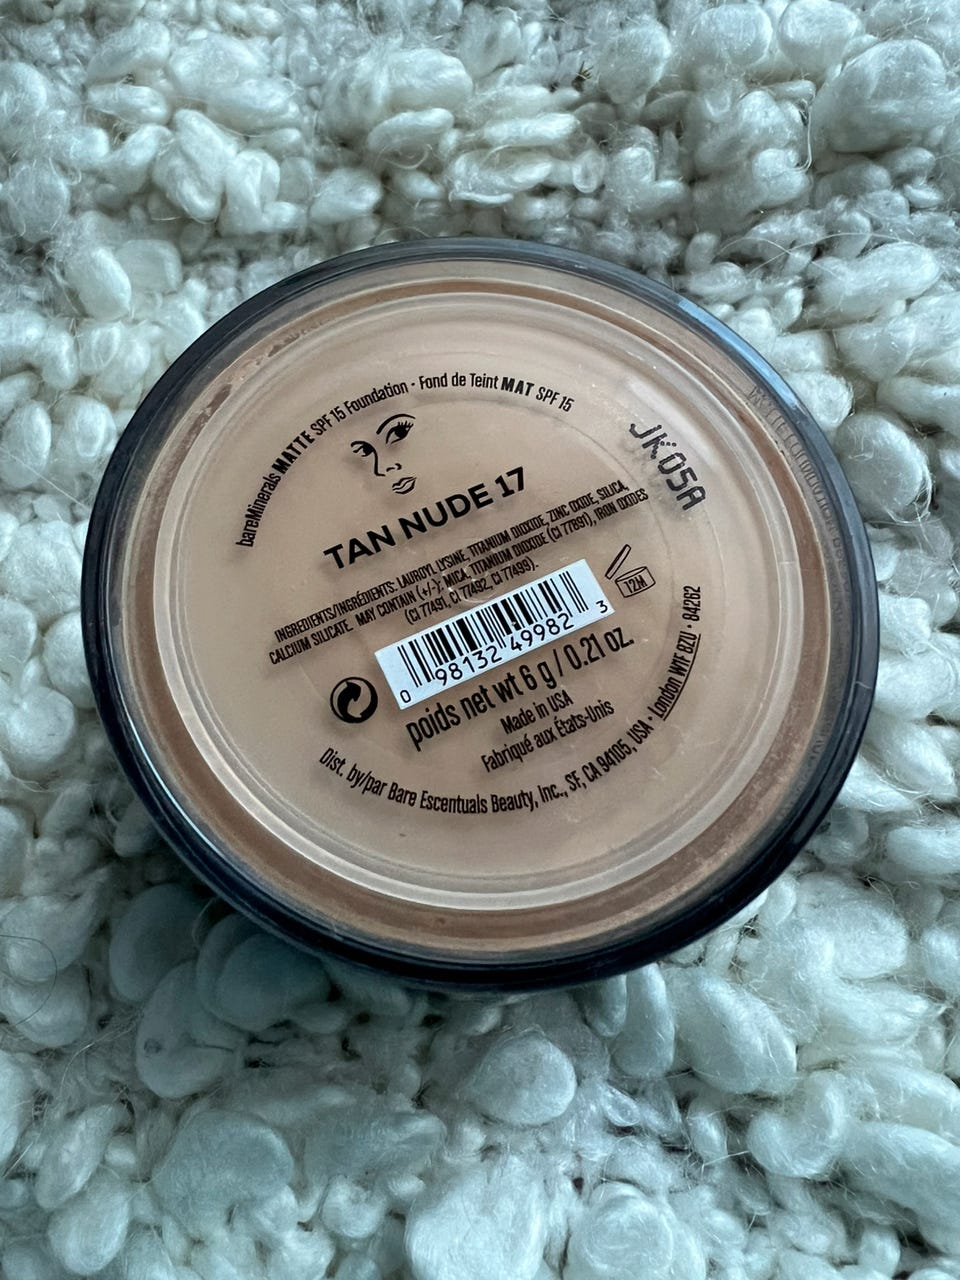 bareMinerals MATTE SPF 15 Foundation - Fond de Teint MAT SPF 15
JK05A
TAN NUDE 17
INGREDIENTS/INGRÉDIENTS: LAUROYL LYSINE, TITANIUM DIOXIDE, ZINC OXIDE, SILICA,
CALCIUM SILICATE. MAY CONTAIN (+/-): MICA, TITANIUM DIOXIDE (CI 77891), IRON OXIDES
(CI 77491, CI 77492, CI 77499).
12M
0 98132 49982 3
poids net wt 6 g / 0.21 oz.
Made in USA
Fabriqué aux États-Unis
Dist. by/par Bare Escentuals Beauty, Inc., SF, CA 94105, USA • London W1F 8ZU • 84262